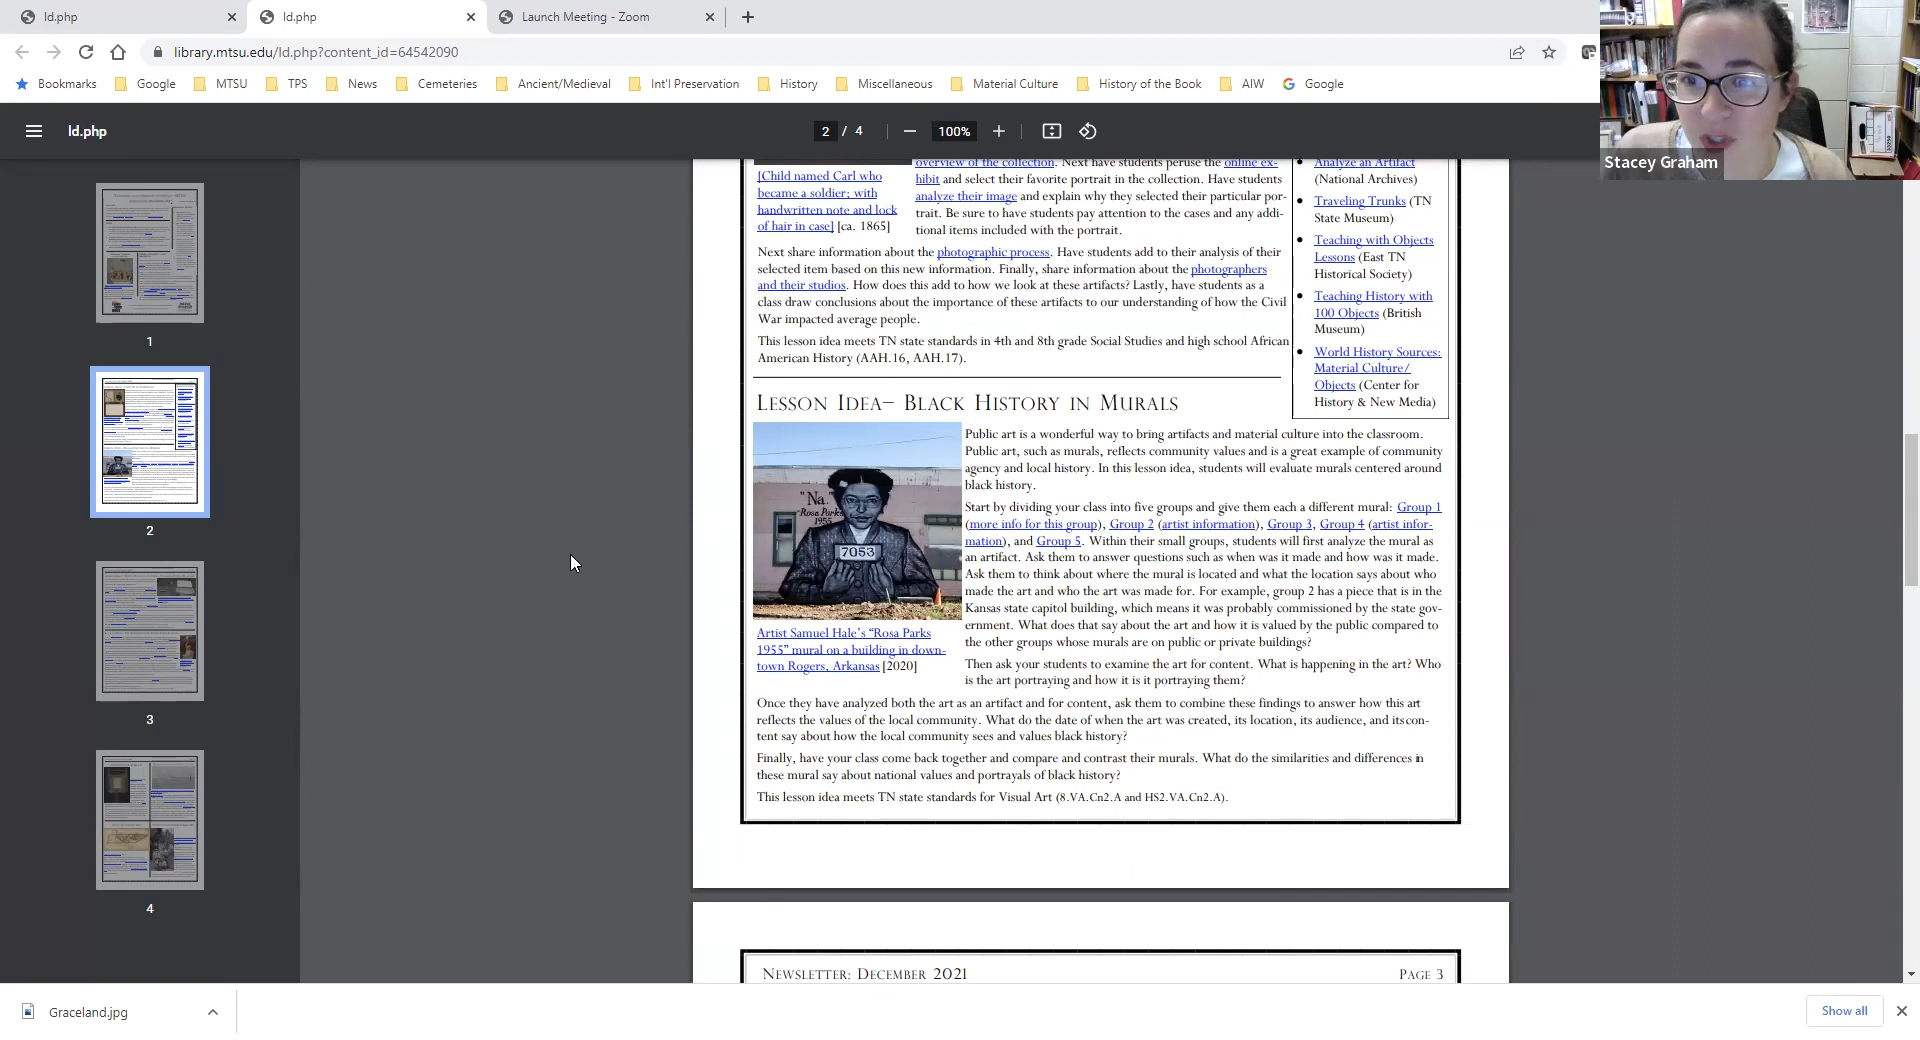 ld.php
ld.php
Launch Meeting - Zoom
library.mtsu.edu/ld.php?content_id=64542090
Bookmarks
Google
MTSU
TPS
News
Cemeteries
Ancient/Medieval
Int'l Preservation
History
Miscellaneous
Material Culture
History of the Book
AIW
Google
Stacey Graham
ld.php
2 / 4
100%
1
2
3
4
[Child named Carl who
became a soldier; with
handwritten note and lock
of hair in case] [ca. 1865]
overview of the collection. Next have students peruse the online ex-
hibit and select their favorite portrait in the collection. Have students
analyze their image and explain why they selected their particular por-
trait. Be sure to have students pay attention to the cases and any addi-
tional items included with the portrait.
Next share information about the photographic process. Have students add to their analysis of their
selected item based on this new information. Finally, share information about the photographers
and their studios. How does this add to how we look at these artifacts? Lastly, have students as a
class draw conclusions about the importance of these artifacts to our understanding of how the Civil
War impacted average people.
This lesson idea meets TN state standards in 4th and 8th grade Social Studies and high school African
American History (AAH.16, AAH.17).
Analyze an Artifact
(National Archives)
Traveling Trunks (TN
State Museum)
Teaching with Objects
Lessons (East TN
Historical Society)
Teaching History with
100 Objects (British
Museum)
World History Sources:
Material Culture/
Objects (Center for
History & New Media)
Lesson Idea– Black History in Murals
"Na."
-Rosa Parks
1955
7053
Artist Samuel Hale's "Rosa Parks
1955" mural on a building in down-
town Rogers, Arkansas [2020]
Public art is a wonderful way to bring artifacts and material culture into the classroom.
Public art, such as murals, reflects community values and is a great example of community
agency and local history. In this lesson idea, students will evaluate murals centered around
black history.
Start by dividing your class into five groups and give them each a different mural: Group 1
(more info for this group), Group 2 (artist information), Group 3, Group 4 (artist infor-
mation), and Group 5. Within their small groups, students will first analyze the mural as
an artifact. Ask them to answer questions such as when was it made and how was it made.
Ask them to think about where the mural is located and what the location says about who
made the art and who the art was made for. For example, group 2 has a piece that is in the
Kansas state capitol building, which means it was probably commissioned by the state gov-
ernment. What does that say about the art and how it is valued by the public compared to
the other groups whose murals are on public or private buildings?
Then ask your students to examine the art for content. What is happening in the art? Who
is the art portraying and how it is it portraying them?
Once they have analyzed both the art as an artifact and for content, ask them to combine these findings to answer how this art
reflects the values of the local community. What do the date of when the art was created, its location, its audience, and its con-
tent say about how the local community sees and values black history?
Finally, have your class come back together and compare and contrast their murals. What do the similarities and differences in
these mural say about national values and portrayals of black history?
This lesson idea meets TN state standards for Visual Art (8.VA.Cn2.A and HS2.VA.Cn2.A).
Newsletter: December 2021
Page 3
Graceland.jpg
Show all